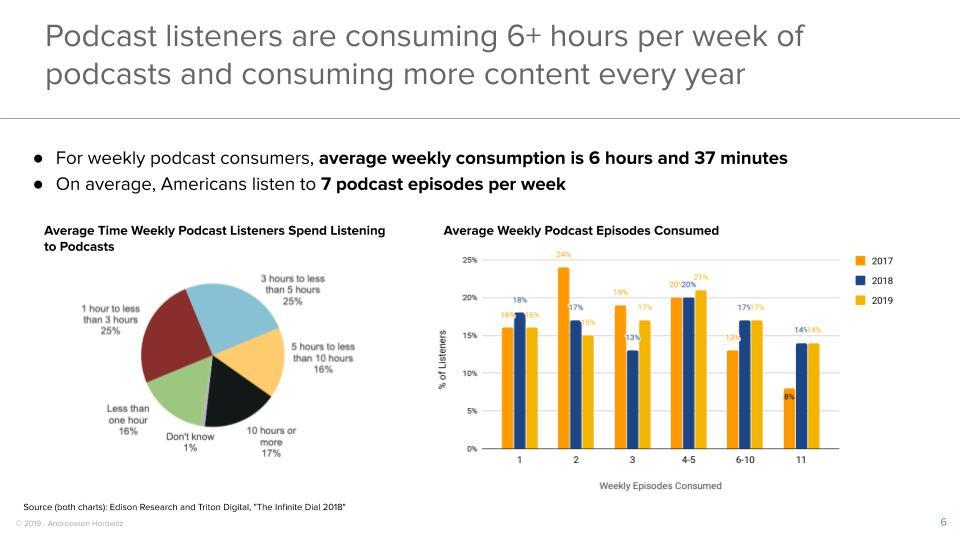 Podcast listeners are consuming 6+ hours per week of
podcasts and consuming more content every year
● For weekly podcast consumers, average weekly consumption is 6 hours and 37 minutes
● On average, Americans listen to 7 podcast episodes per week
Average Time Weekly Podcast Listeners Spend Listening
to Podcasts
3 hours to less
than 5 hours
25%
1 hour to less
than 3 hours
25%
5 hours to less
than 10 hours
16%
Less than
one hour
16%
Don't know
1%
10 hours or
more
17%
Average Weekly Podcast Episodes Consumed
2017
2018
2019
% of Listeners
25%
20%
15%
10%
5%
0%
16% 18% 16%
24% 17% 15%
19% 13% 17%
20% 20% 21%
13% 17% 17%
8% 14% 14%
1 2 3 4-5 6-10 11
Weekly Episodes Consumed
Source (both charts): Edison Research and Triton Digital, "The Infinite Dial 2018"
© 2019 - Andreessen Horowitz
6